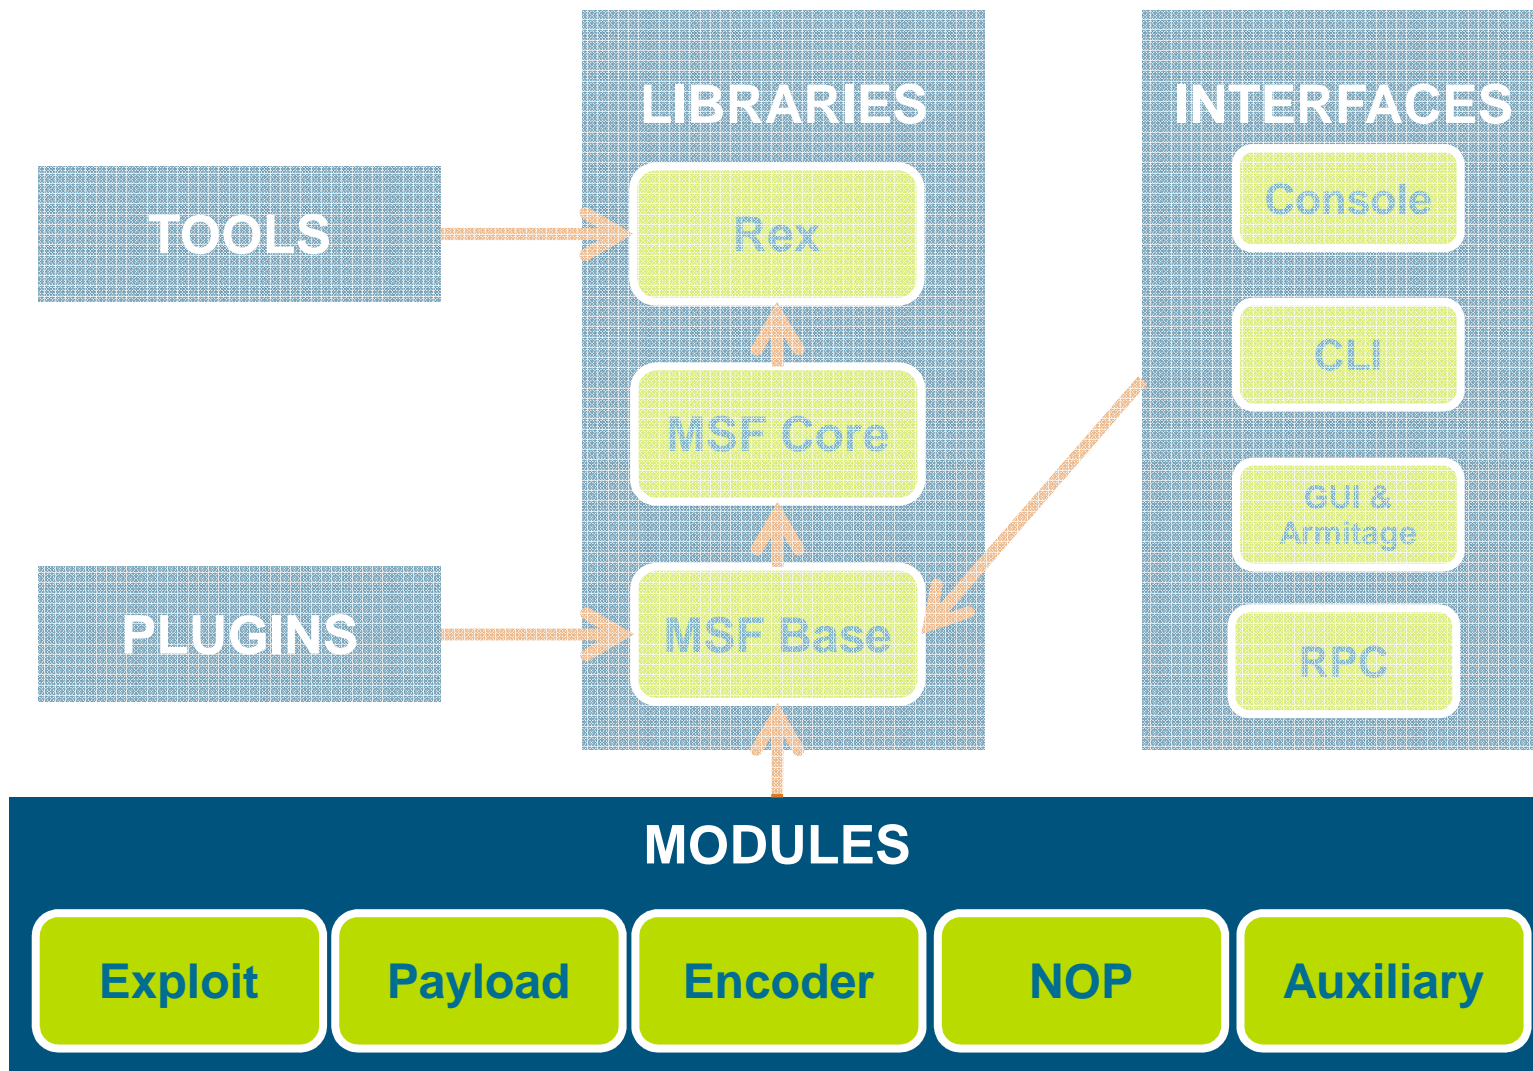 LIBRARIES
INTERFACES
TOOLS
Rex
Console
CLI
MSF Core
GUI &
Armitage
PLUGINS
MSF Base
RPC
MODULES
Exploit
Payload
Encoder
NOP
Auxiliary